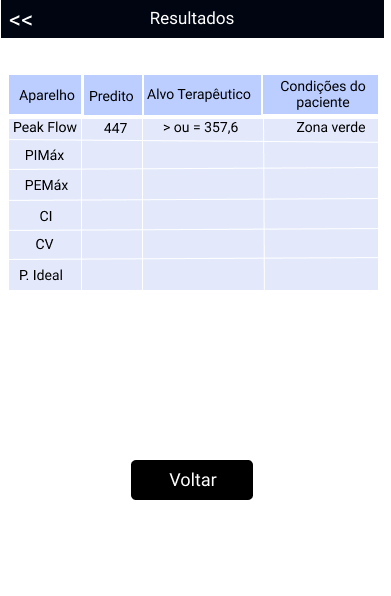 << Resultados
Aparelho Predito Alvo Terapêutico Condições do
paciente
Peak Flow 447 > ou = 357,6 Zona verde
PIMáx
PEMáx
CI
CV
P. Ideal
Voltar